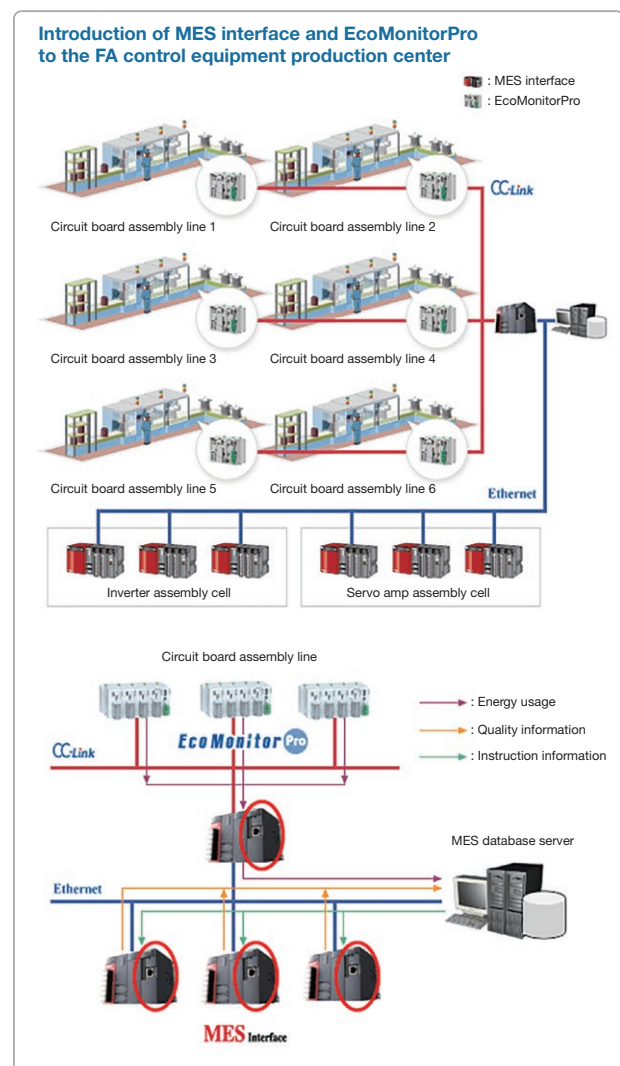 Introduction of MES interface and EcoMonitorPro
to the FA control equipment production center
: MES interface
: EcoMonitorPro
CC-Link
Circuit board assembly line 1
Circuit board assembly line 2
Circuit board assembly line 3
Circuit board assembly line 4
Circuit board assembly line 5
Circuit board assembly line 6
Ethernet
Inverter assembly cell
Servo amp assembly cell
Circuit board assembly line
: Energy usage
EcoMonitor Pro
: Quality information
CC-Link
: Instruction information
MES database server
Ethernet
MES Interface